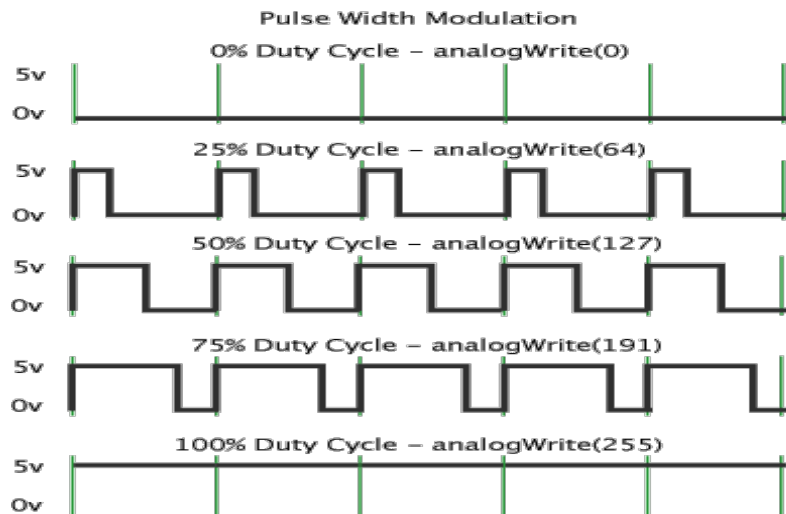 Pulse Width Modulation
0% Duty Cycle – analogWrite(0)
5v
0v
25% Duty Cycle – analogWrite(64)
5v
0v
50% Duty Cycle – analogWrite(127)
5v
0v
75% Duty Cycle – analogWrite(191)
5v
0v
100% Duty Cycle – analogWrite(255)
5v
0v